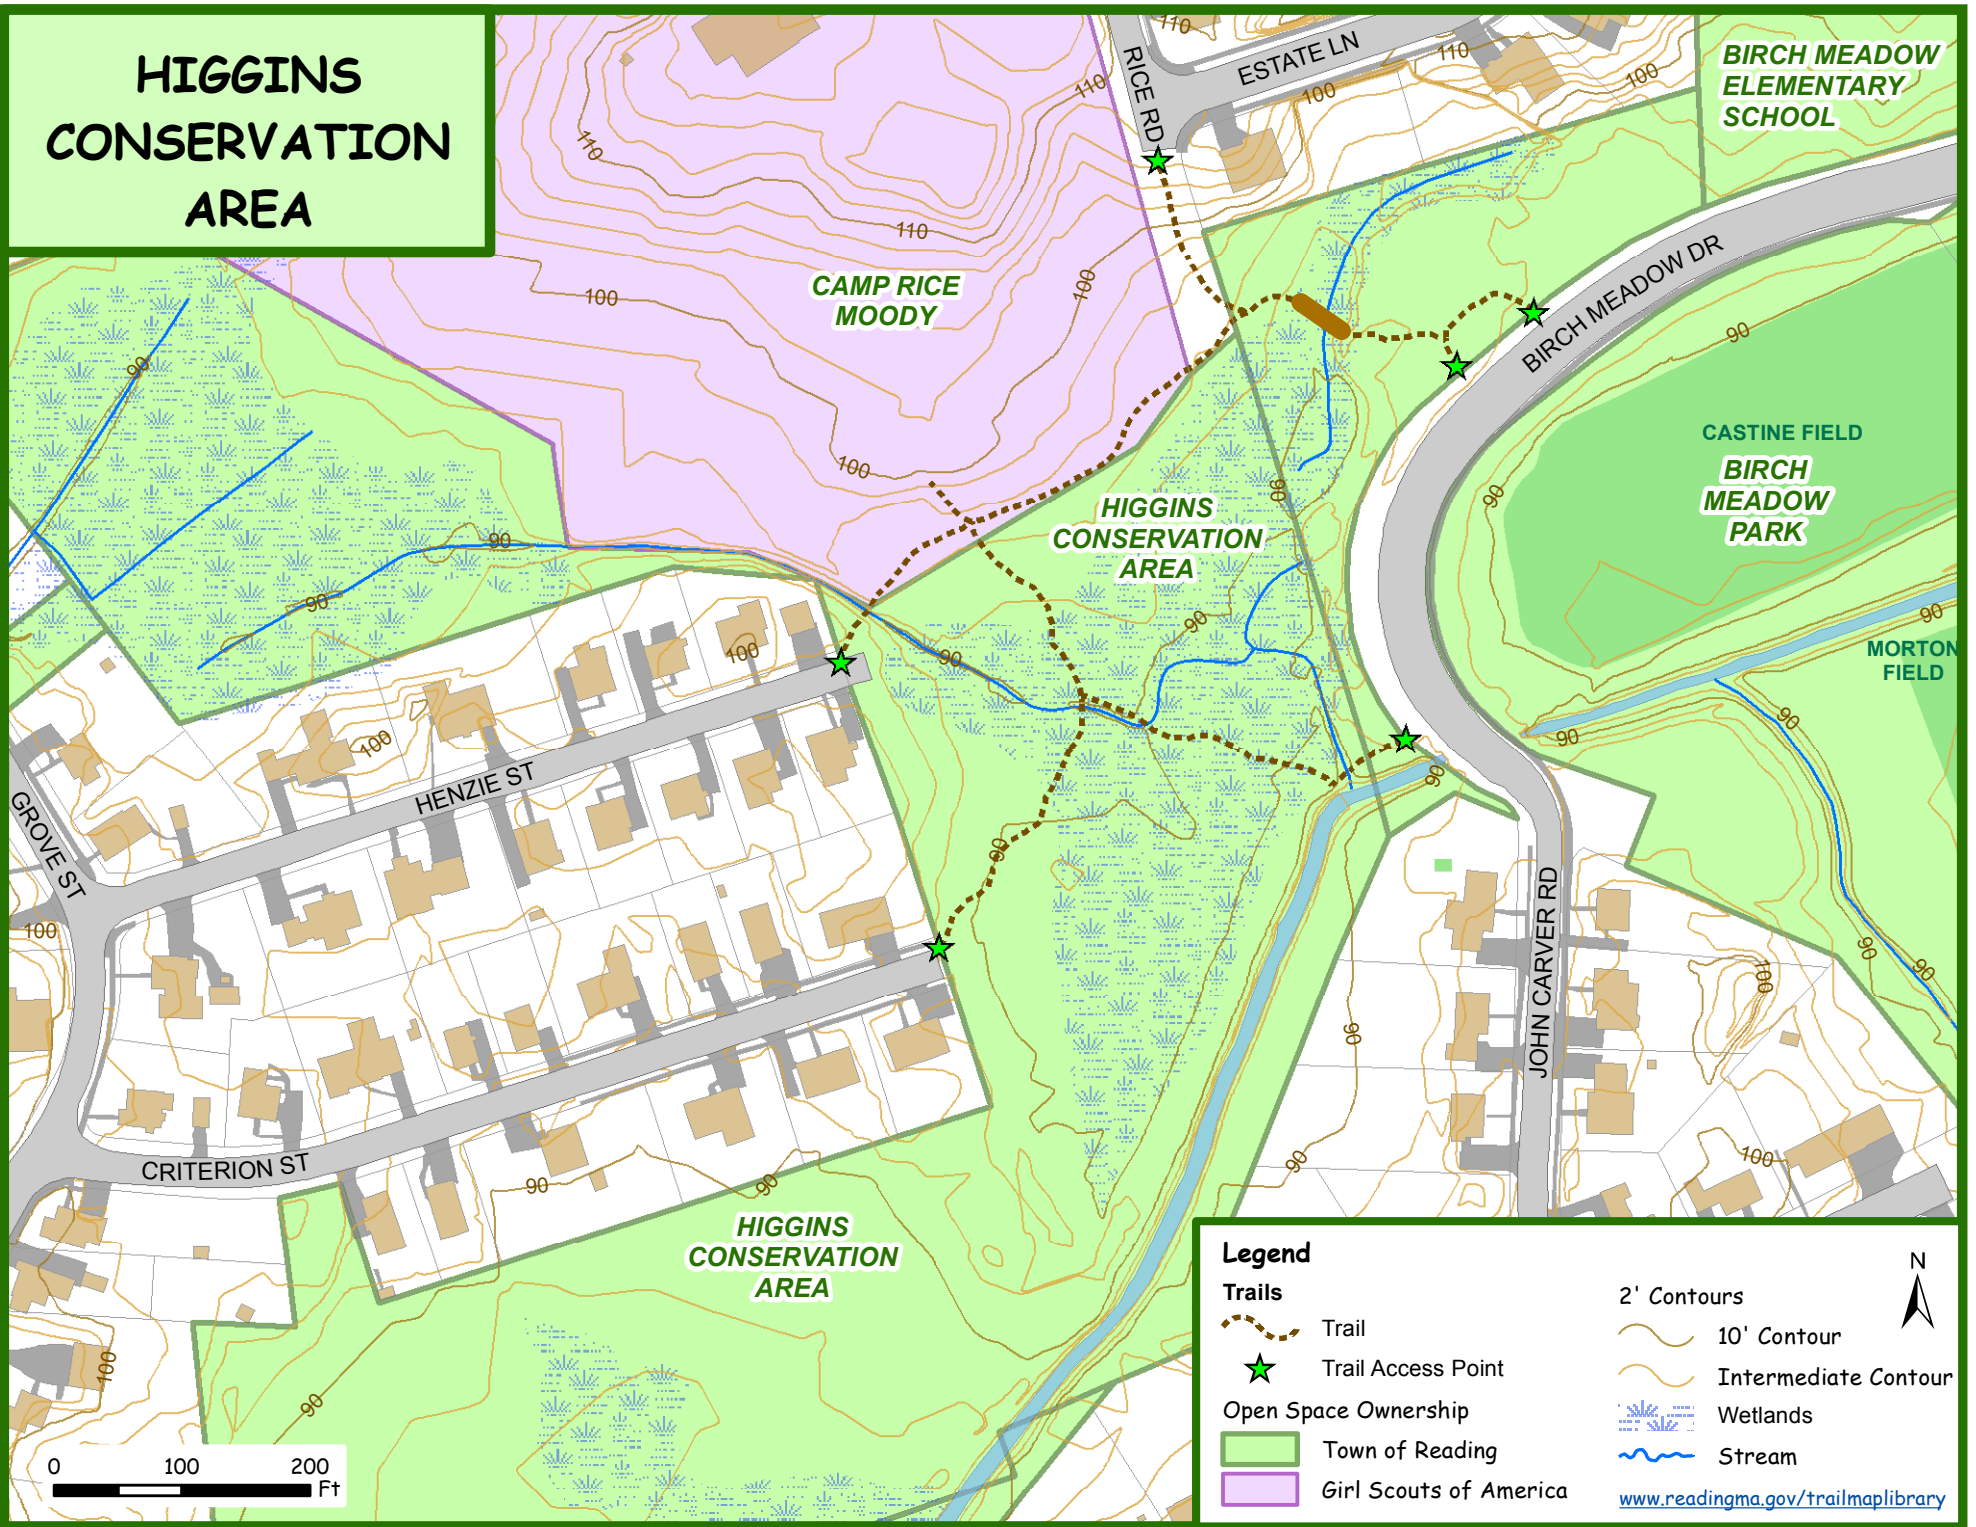 HIGGINS
CONSERVATION
AREA
110
RICE RD
ESTATE LN
110
100
100
110
110
BIRCH MEADOW
ELEMENTARY
SCHOOL
110
CAMP RICE
MOODY
100
100
BIRCH MEADOW DR
90
90
100
CASTINE FIELD
BIRCH
MEADOW
PARK
90
90
HIGGINS
CONSERVATION
AREA
90
90
90
90
90
MORTON
FIELD
100
90
90
90
90
100
HENZIE ST
GROVE ST
90
100
JOHN CARVER RD
90
90
100
90
CRITERION ST
90
90
90
100
HIGGINS
CONSERVATION
AREA
100
90
0 100 200
Ft
Legend
Trails
Trail
Trail Access Point
Open Space Ownership
Town of Reading
Girl Scouts of America
N
2' Contours
10' Contour
Intermediate Contour
Wetlands
Stream
www.readingma.gov/trailmaplibrary